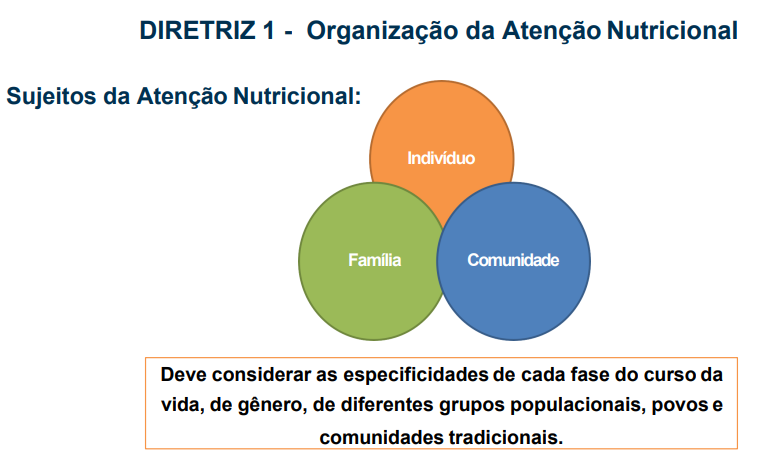 DIRETRIZ 1 - Organização da Atenção Nutricional
Sujeitos da Atenção Nutricional:
Indivíduo
Família
Comunidade
Deve considerar as especificidades de cada fase do curso da
vida, de gênero, de diferentes grupos populacionais, povos e
comunidades tradicionais.